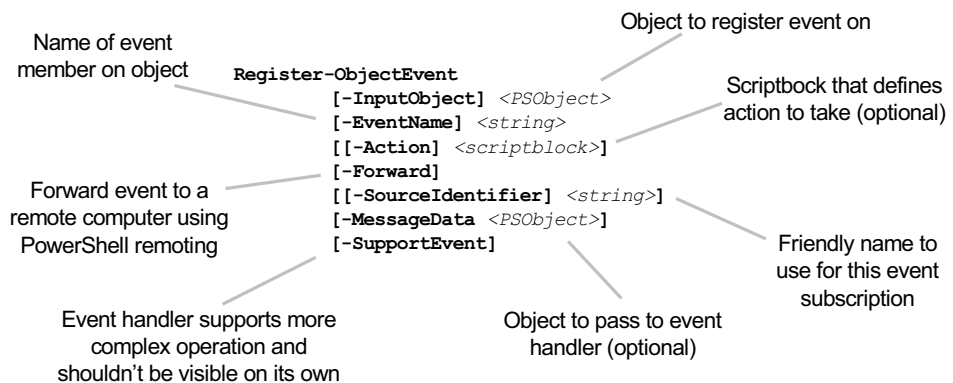 Object to register event on
Name of event
member on object
Register-ObjectEvent
[-InputObject] <PSObject>
[-EventName] <string>
[[-Action] <scriptblock>]
[-Forward]
[[-SourceIdentifier] <string>]
[-MessageData <PSObject>]
[-SupportEvent]
Scriptbock that defines
action to take (optional)
Forward event to a
remote computer using
PowerShell remoting
Friendly name to
use for this event
subscription
Event handler supports more
complex operation and
shouldn't be visible on its own
Object to pass to event
handler (optional)